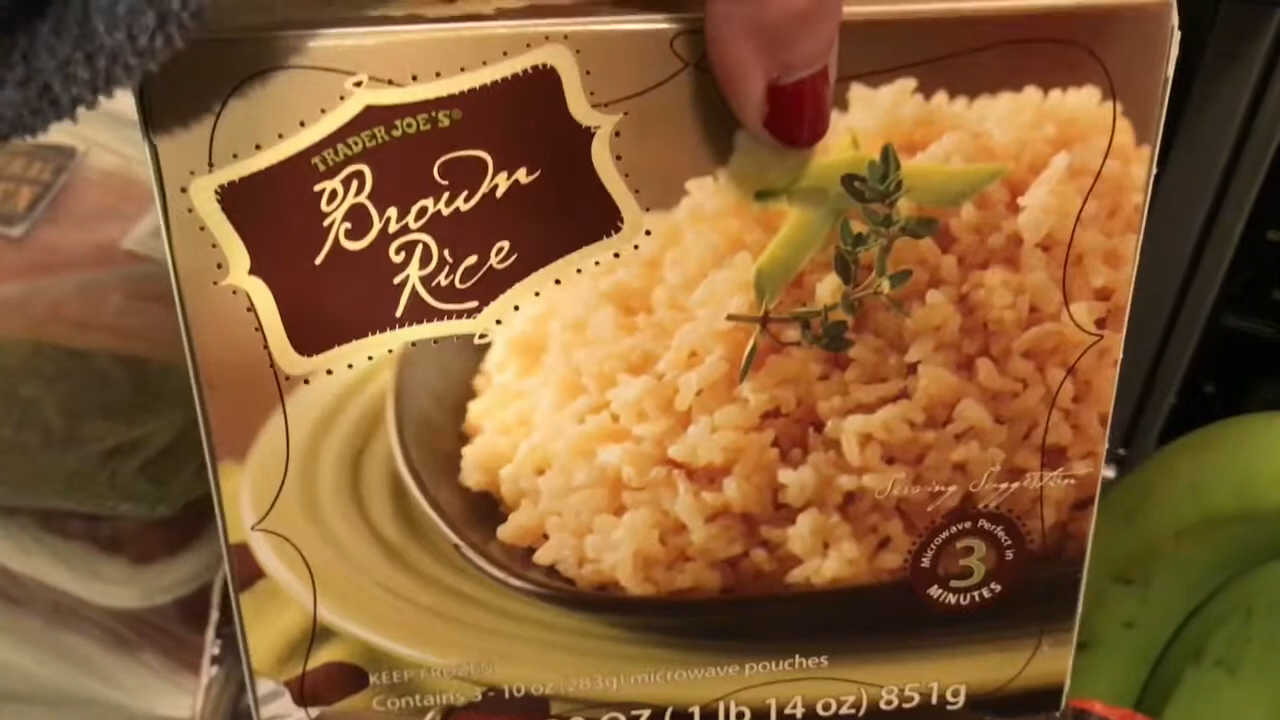 TRADER JOE'S®
Brown
Rice
Serving Suggestion
Microwave Perfect in
3
MINUTES
KEEP FROZEN
Contains 3 - 10 oz (283g) microwave pouches
OZ (1 lb 14 oz) 851g